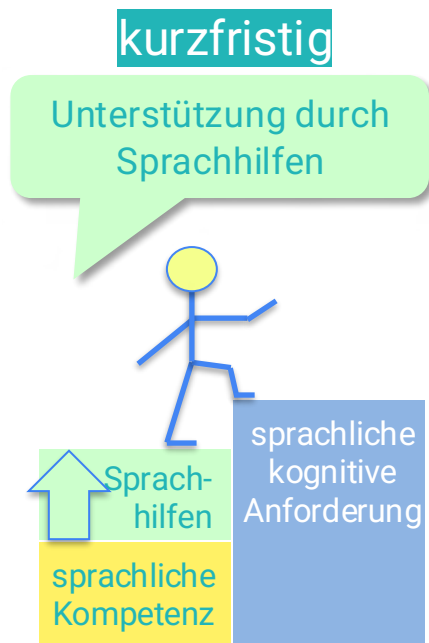 kurzfristig
Unterstützung durch
Sprachhilfen
sprachliche
kognitive
Anforderung
Sprach-
hilfen
sprachliche
Kompetenz